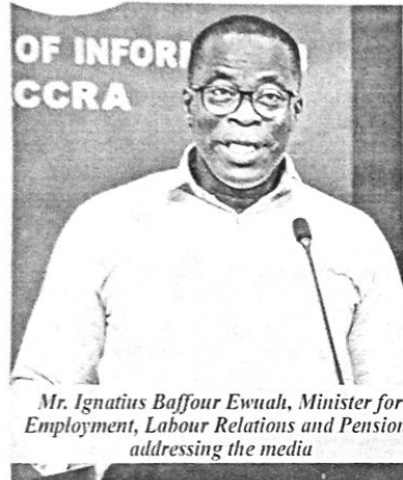 OF INFOR
CCRA
Mr. Ignatius Baffour Ewuah, Minister for
Employment, Labour Relations and Pension
addressing the media